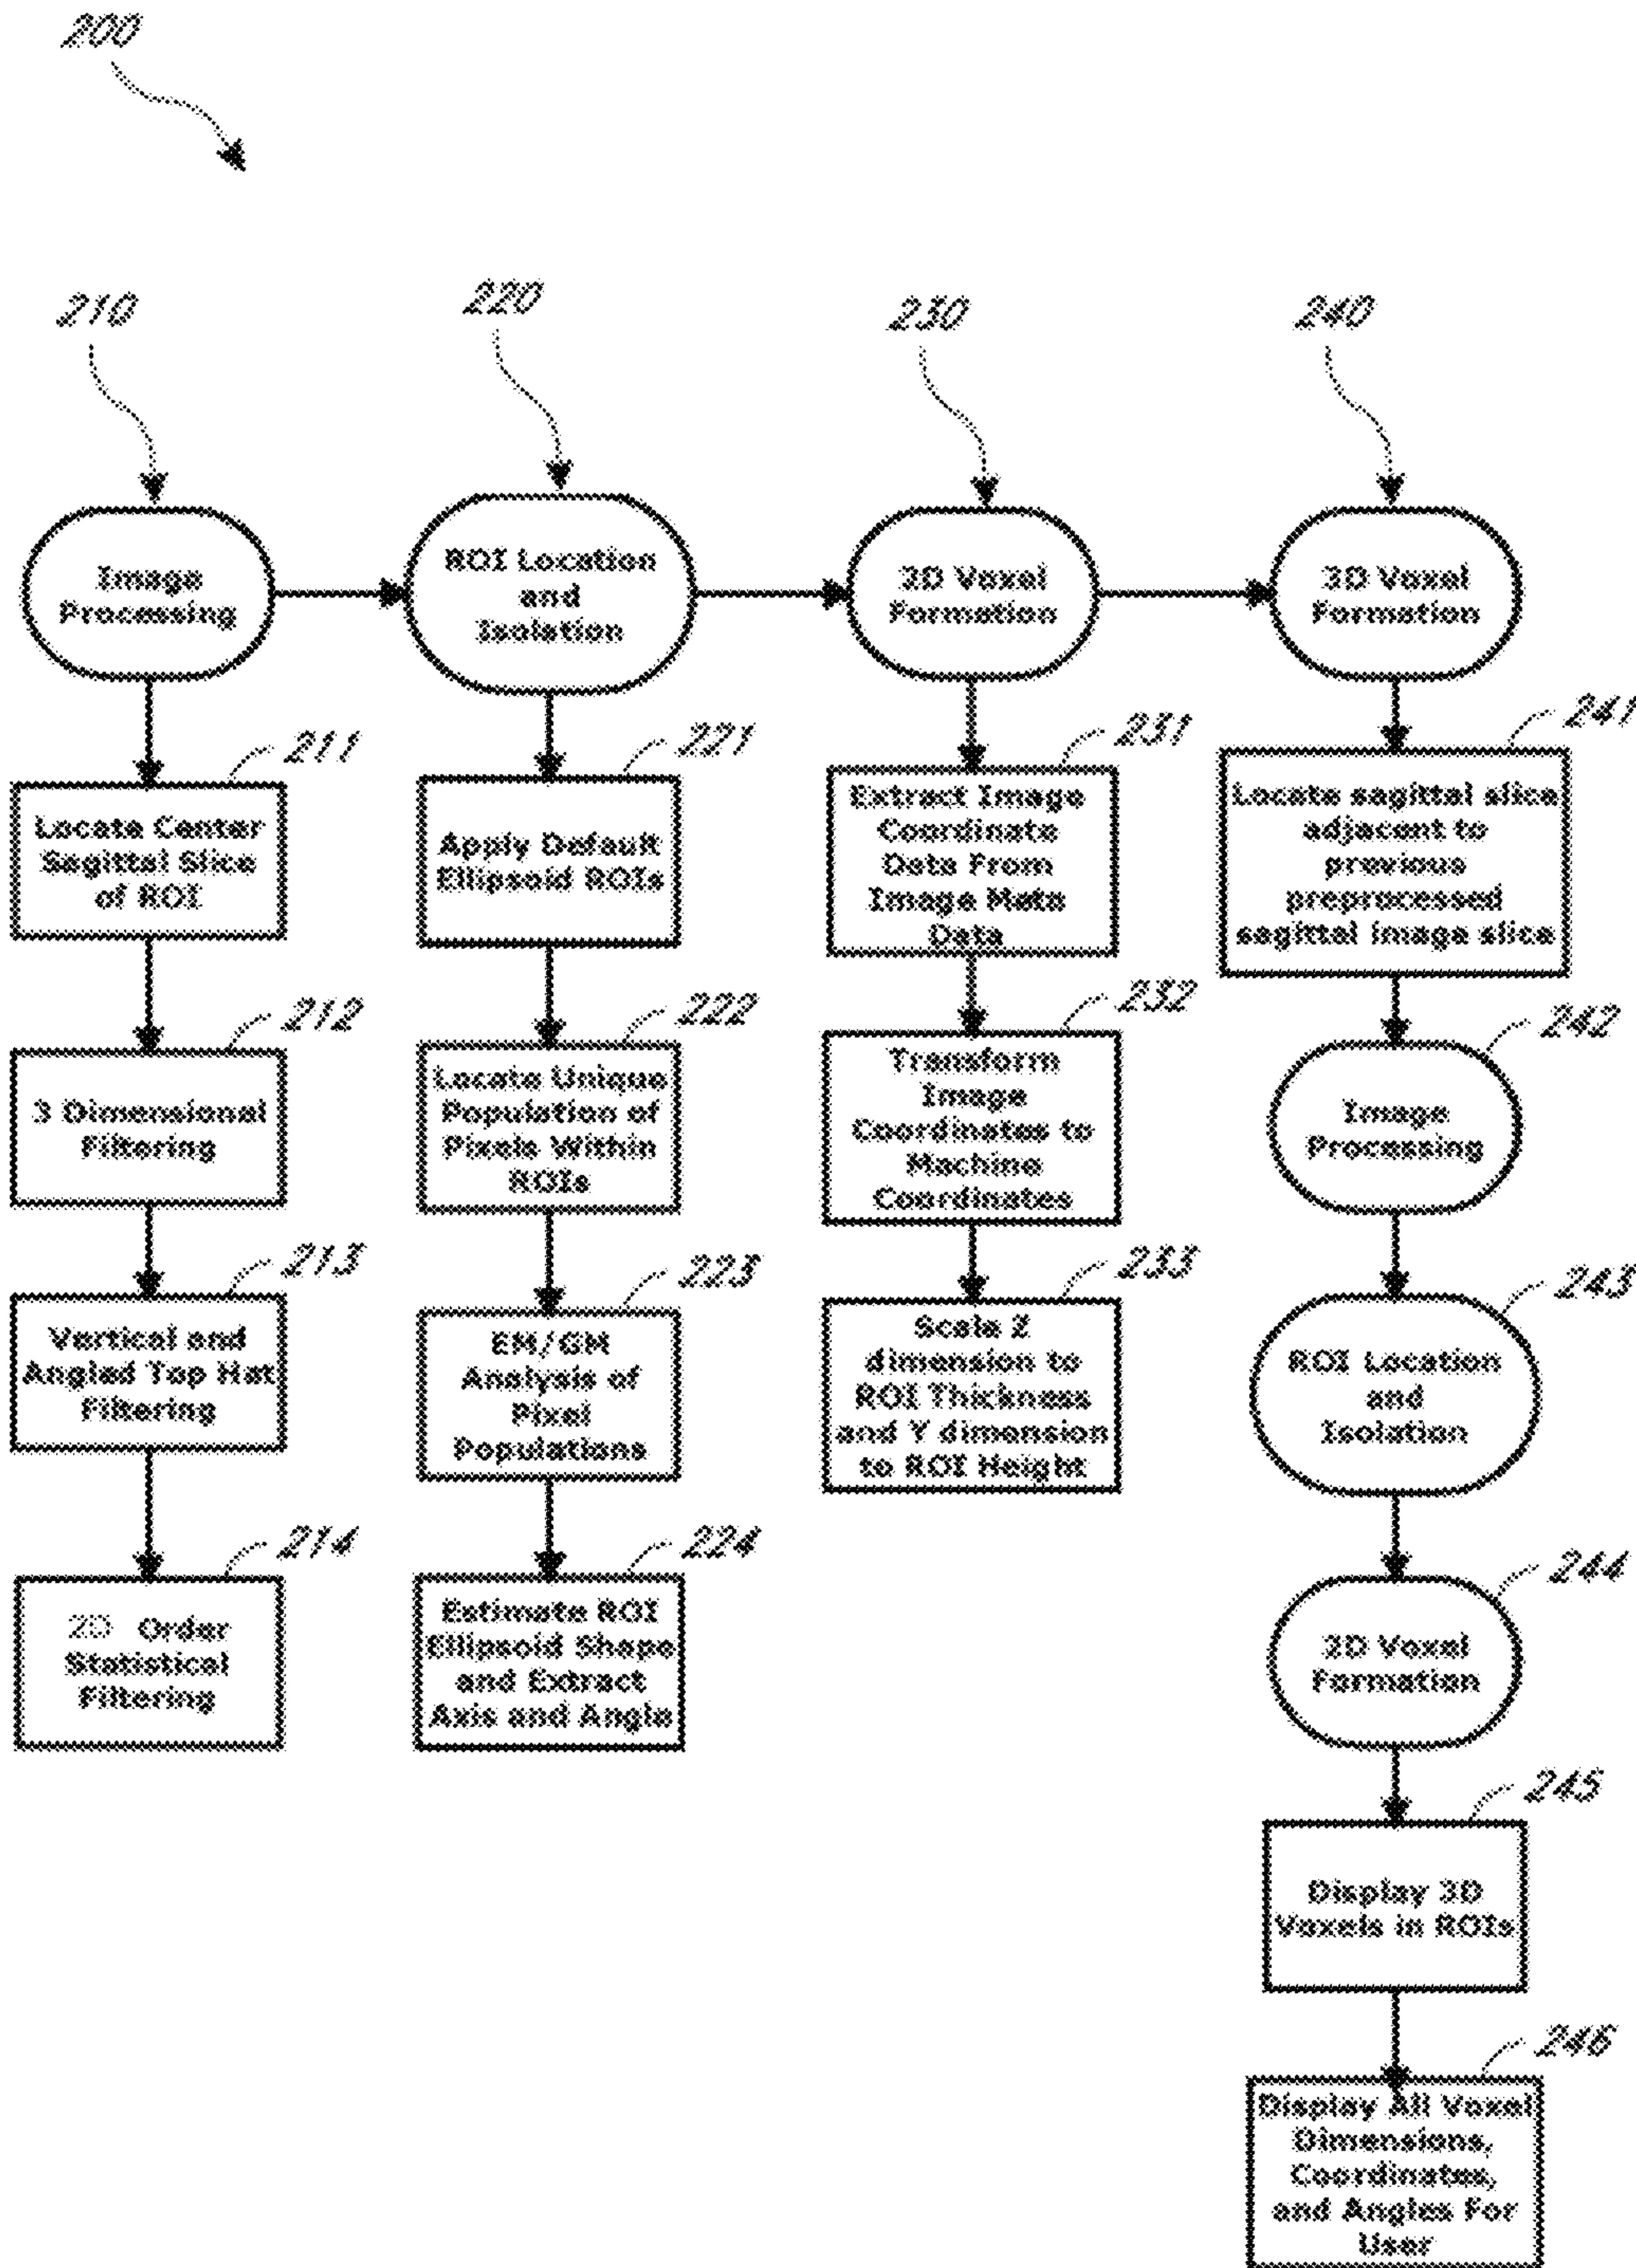 200
210
220
230
240
Image
Processing
ROI Location
and
Isolation
2D Voxel
Formation
3D Voxel
Formation
211
Locate Center
Sagittal Slice
of ROI
212
3 Dimensional
Filtering
213
Vertical and
Angled Top Hat
Filtering
214
2D Order
Statistical
Filtering
221
Apply Default
Ellipsoid ROIs
222
Locate Unique
Population of
Pixels Within
ROIs
223
EM/GM
Analysis of
Pixel
Populations
224
Estimate ROI
Ellipsoid Shape
and Extract
Axis and Angle
231
Extract Image
Coordinate
Data From
Image Meta
Data
232
Transform
Image
Coordinates to
Machine
Coordinates
233
Scale Z
dimension to
ROI Thickness
and Y dimension
to ROI Height
241
Locate sagittal slice
adjacent to
previous
preprocessed
sagittal image slice
242
Image
Processing
243
ROI Location
and
Isolation
244
2D Voxel
Formation
245
Display 3D
Voxels in ROIs
246
Display All Voxel
Dimensions,
Coordinates,
and Angles For
User